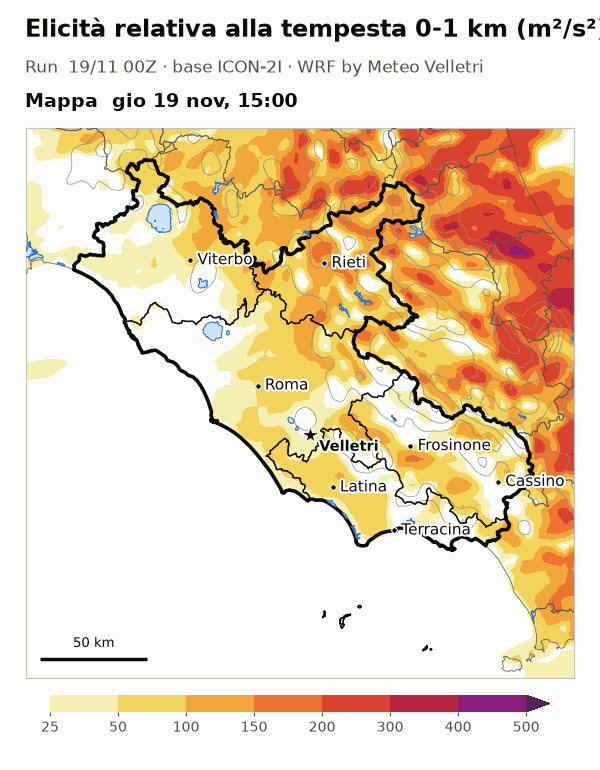 Elicità relativa alla tempesta 0-1 km (m²/s²)
Run 19/11 00Z · base ICON-2I · WRF by Meteo Velletri
Mappa gio 19 nov, 15:00
Viterbo
Rieti
Roma
Velletri
Frosinone
Cassino
Latina
Terracina
50 km
25 50 100 150 200 300 400 500